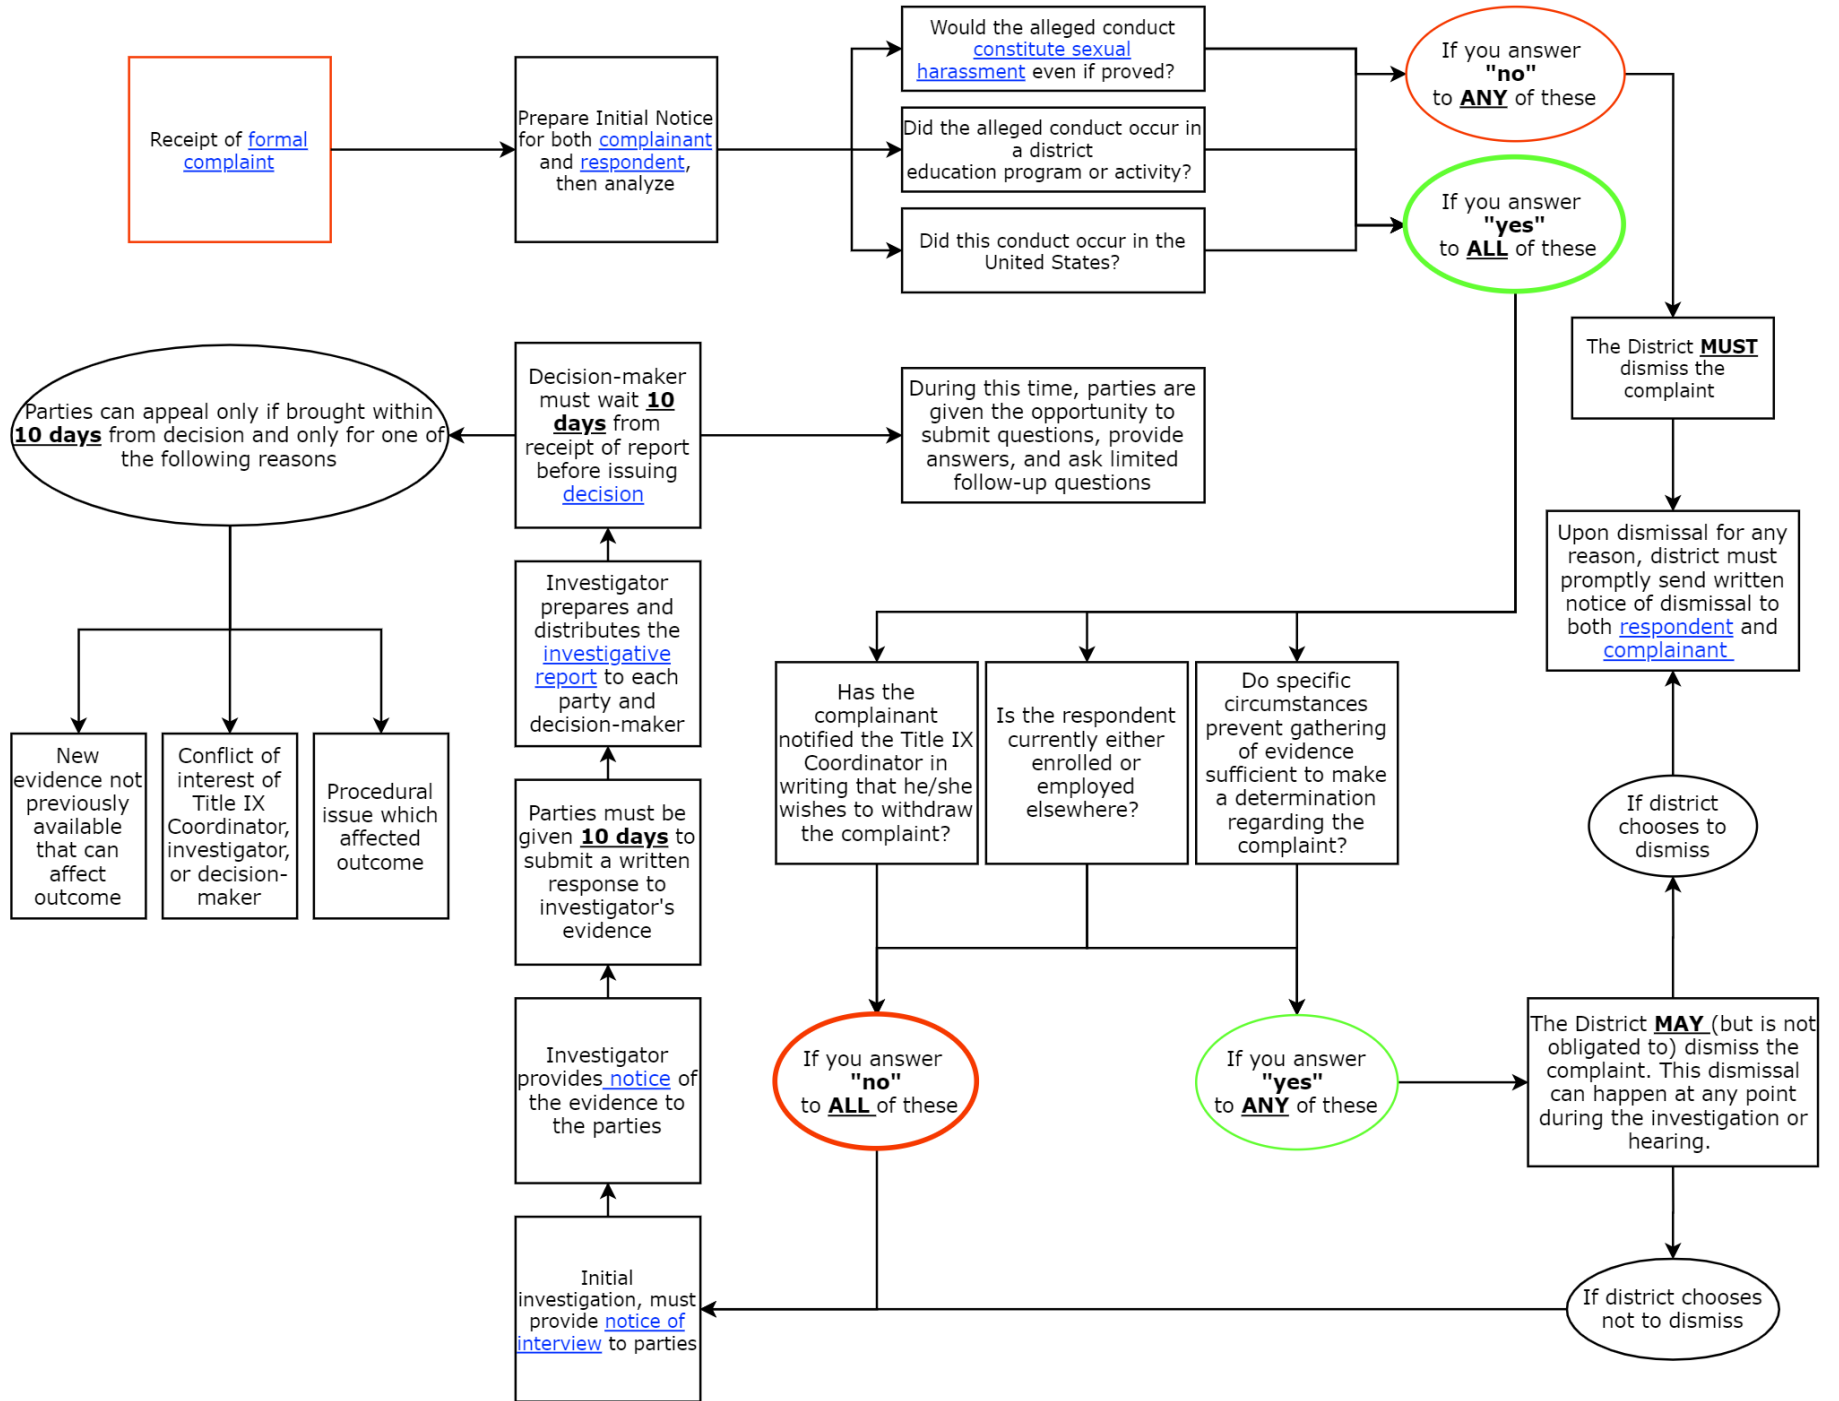 Receipt of formal
complaint
Prepare Initial Notice
for both complainant
and respondent,
then analyze
Would the alleged conduct
constitute sexual
harassment even if proved?
Did the alleged conduct occur in
a district
education program or activity?
Did this conduct occur in the
United States?
If you answer
"no"
to ANY of these
If you answer
"yes"
to ALL of these
The District MUST
dismiss the
complaint
Upon dismissal for any
reason, district must
promptly send written
notice of dismissal to
both respondent and
complainant
Parties can appeal only if brought within
10 days from decision and only for one of
the following reasons
Decision-maker
must wait 10
days from
receipt of report
before issuing
decision
During this time, parties are
given the opportunity to
submit questions, provide
answers, and ask limited
follow-up questions
Investigator
prepares and
distributes the
investigative
report to each
party and
decision-maker
New
evidence not
previously
available
that can
affect
outcome
Conflict of
interest of
Title IX
Coordinator,
investigator,
or decision-
maker
Procedural
issue which
affected
outcome
Parties must be
given 10 days to
submit a written
response to
investigator's
evidence
Has the
complainant
notified the Title IX
Coordinator in
writing that he/she
wishes to withdraw
the complaint?
Is the respondent
currently either
enrolled or
employed
elsewhere?
Do specific
circumstances
prevent gathering
of evidence
sufficient to make
a determination
regarding the
complaint?
If district
chooses to
dismiss
Investigator
provides notice of
the evidence to
the parties
If you answer
"no"
to ALL of these
If you answer
"yes"
to ANY of these
The District MAY (but is not
obligated to) dismiss the
complaint. This dismissal
can happen at any point
during the investigation or
hearing.
Initial
investigation, must
provide notice of
interview to parties
If district chooses
not to dismiss